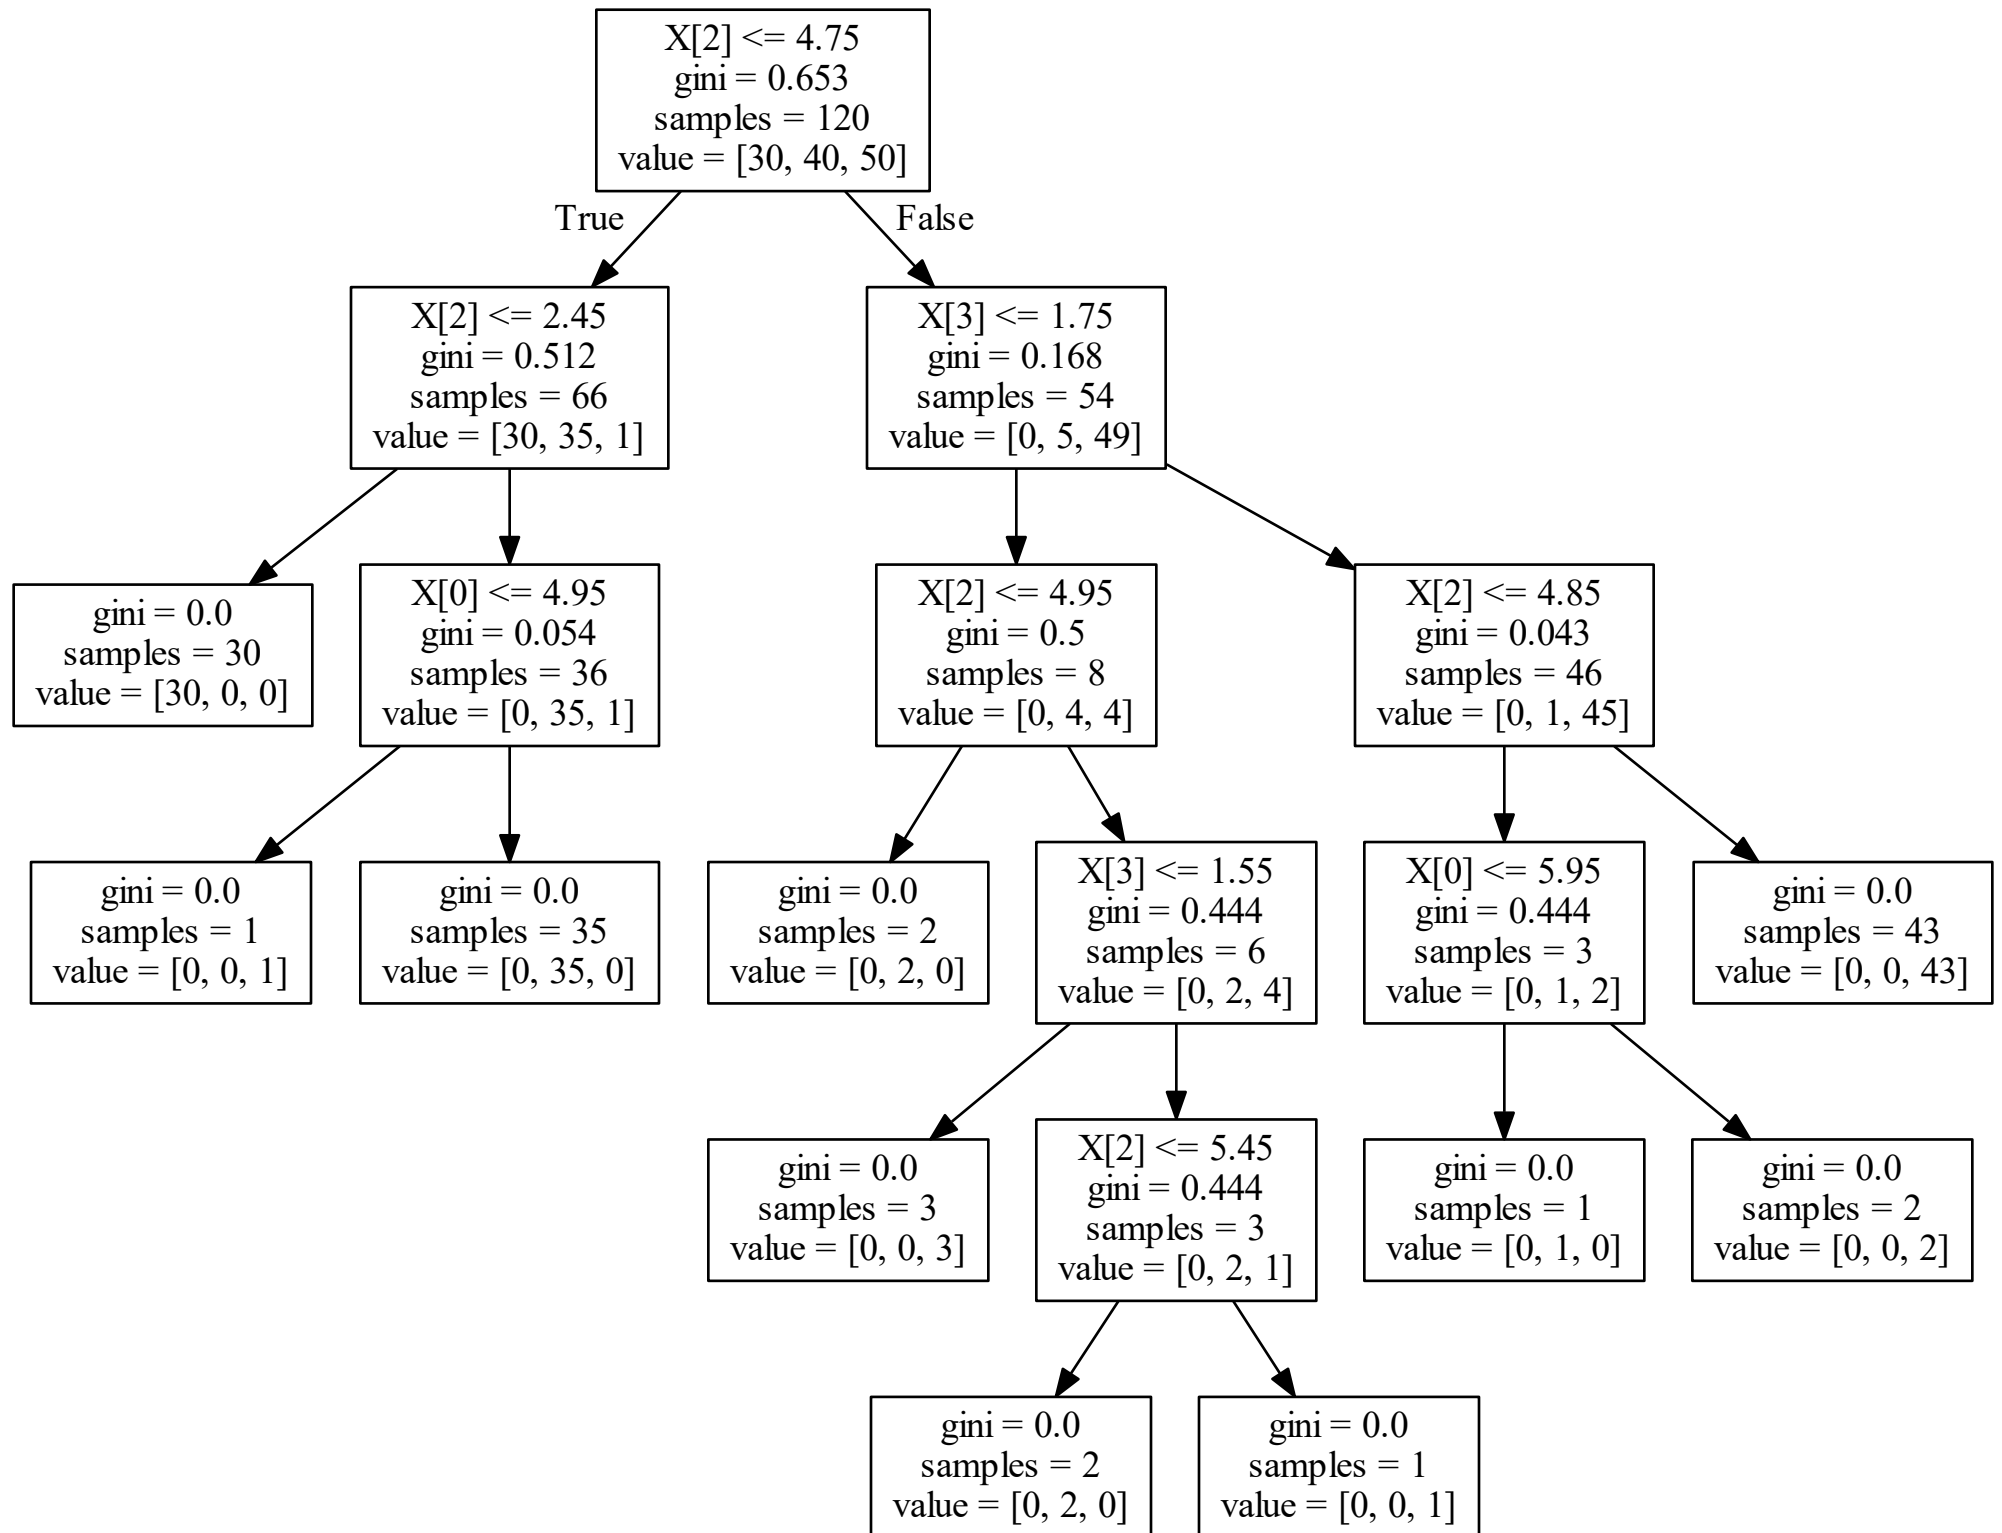 X[2] <= 4.75
gini = 0.653
samples = 120
value = [30, 40, 50]
True
False
X[2] <= 2.45
gini = 0.512
samples = 66
value = [30, 35, 1]
X[3] <= 1.75
gini = 0.168
samples = 54
value = [0, 5, 49]
gini = 0.0
samples = 30
value = [30, 0, 0]
X[0] <= 4.95
gini = 0.054
samples = 36
value = [0, 35, 1]
X[2] <= 4.95
gini = 0.5
samples = 8
value = [0, 4, 4]
X[2] <= 4.85
gini = 0.043
samples = 46
value = [0, 1, 45]
gini = 0.0
samples = 1
value = [0, 0, 1]
gini = 0.0
samples = 35
value = [0, 35, 0]
gini = 0.0
samples = 2
value = [0, 2, 0]
X[3] <= 1.55
gini = 0.444
samples = 6
value = [0, 2, 4]
X[0] <= 5.95
gini = 0.444
samples = 3
value = [0, 1, 2]
gini = 0.0
samples = 43
value = [0, 0, 43]
gini = 0.0
samples = 3
value = [0, 0, 3]
X[2] <= 5.45
gini = 0.444
samples = 3
value = [0, 2, 1]
gini = 0.0
samples = 1
value = [0, 1, 0]
gini = 0.0
samples = 2
value = [0, 0, 2]
gini = 0.0
samples = 2
value = [0, 2, 0]
gini = 0.0
samples = 1
value = [0, 0, 1]